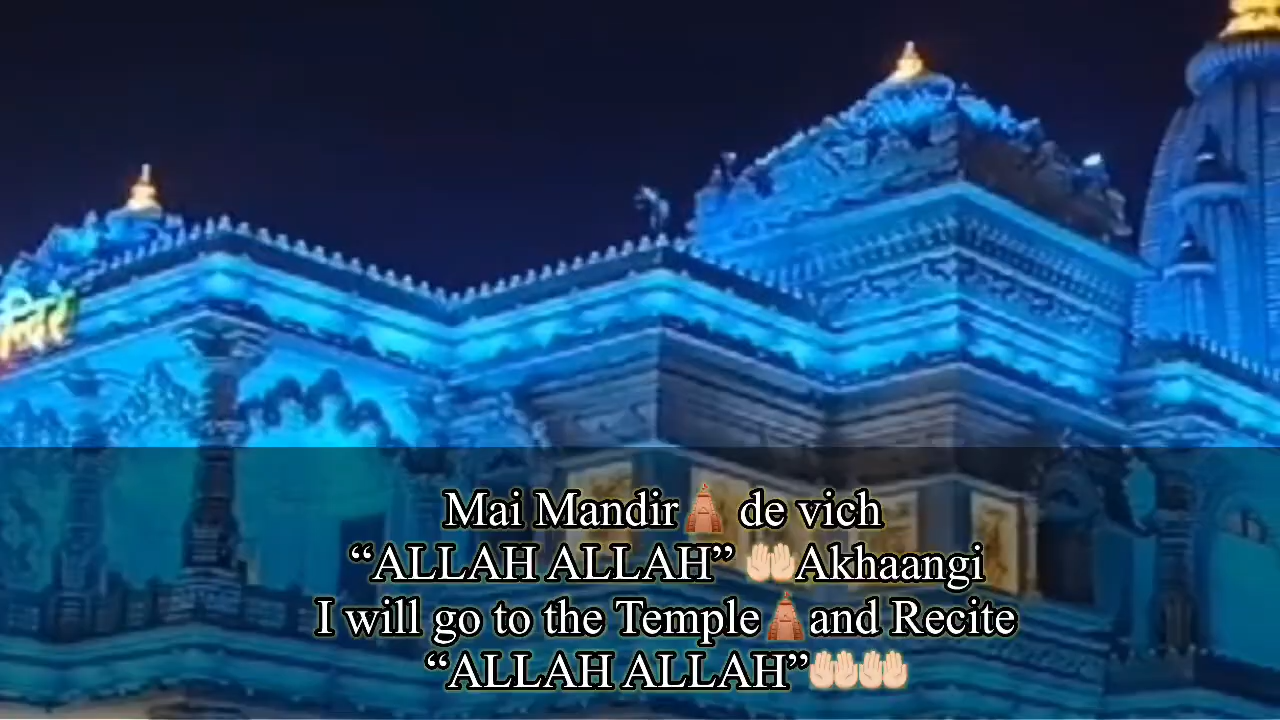 Mai Mandir🛕 de vich
“ALLAH ALLAH” 🤲🏻Akhaangi
I will go to the Temple🛕and Recite
“ALLAH ALLAH”🤲🏻🤲🏻